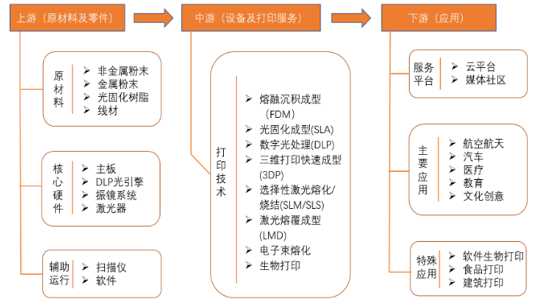 上游（原材料及零件）
原材料
非金属粉末
金属粉末
光固化树脂
线材
核心硬件
主板
DLP光引擎
振镜系统
激光器
辅助运行
扫描仪
软件
中游（设备及打印服务）
打印技术
熔融沉积成型
（FDM）
光固化成型(SLA)
数字光处理(DLP)
三维打印快速成型
(3DP)
选择性激光熔化/
烧结(SLM/SLS)
激光熔覆成型
(LMD)
电子束熔化
生物打印
下游（应用）
服务平台
云平台
媒体社区
主要应用
航空航天
汽车
医疗
教育
文化创意
特殊应用
软件生物打印
食品打印
建筑打印